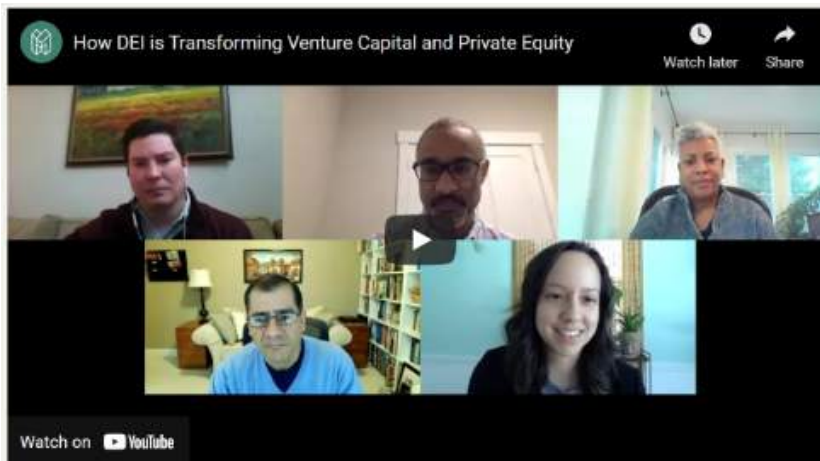 How DEI is Transforming Venture Capital and Private Equity
Watch later
Share
Watch on YouTube